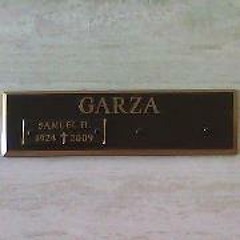 GARZA
SAMUEL H.
1924 † 2009